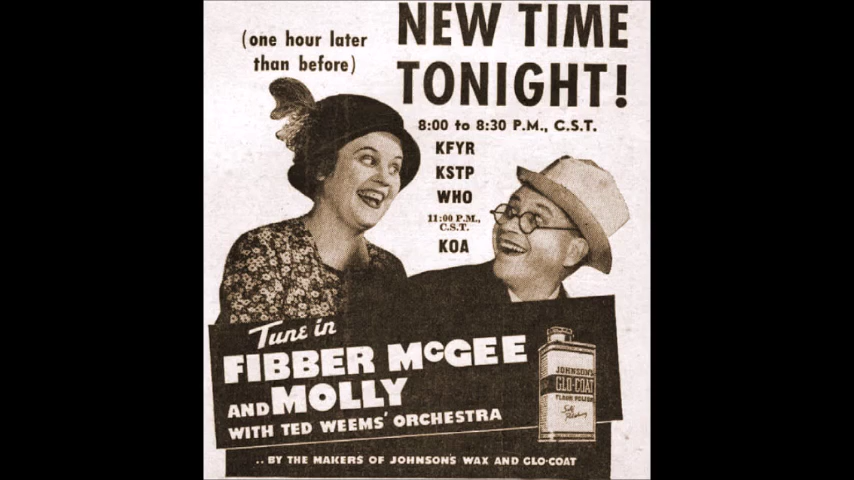 (one hour later
than before)
NEW TIME
TONIGHT!
8:00 to 8:30 P.M., C.S.T.
KFYR
KSTP
WHO
11:00 P.M.,
C.S.T.
KOA
Tune in
FIBBER McGEE
AND MOLLY
WITH TED WEEMS' ORCHESTRA
JOHNSON'S
GLO-COAT
FLOOR POLISH
..BY THE MAKERS OF JOHNSON'S WAX AND GLO-COAT